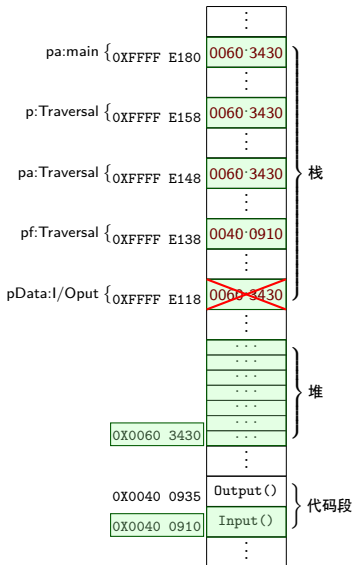 pa:main { 0XFFFF E180 0060 3430
p:Traversal { 0XFFFF E158 0060 3430
pa:Traversal { 0XFFFF E148 0060 3430
栈
pf:Traversal { 0XFFFF E138 0040 0910
pData:I/Oput { 0XFFFF E118 0060 3430
堆
0X0060 3430
0X0040 0935 Output()
代码段
0X0040 0910 Input()